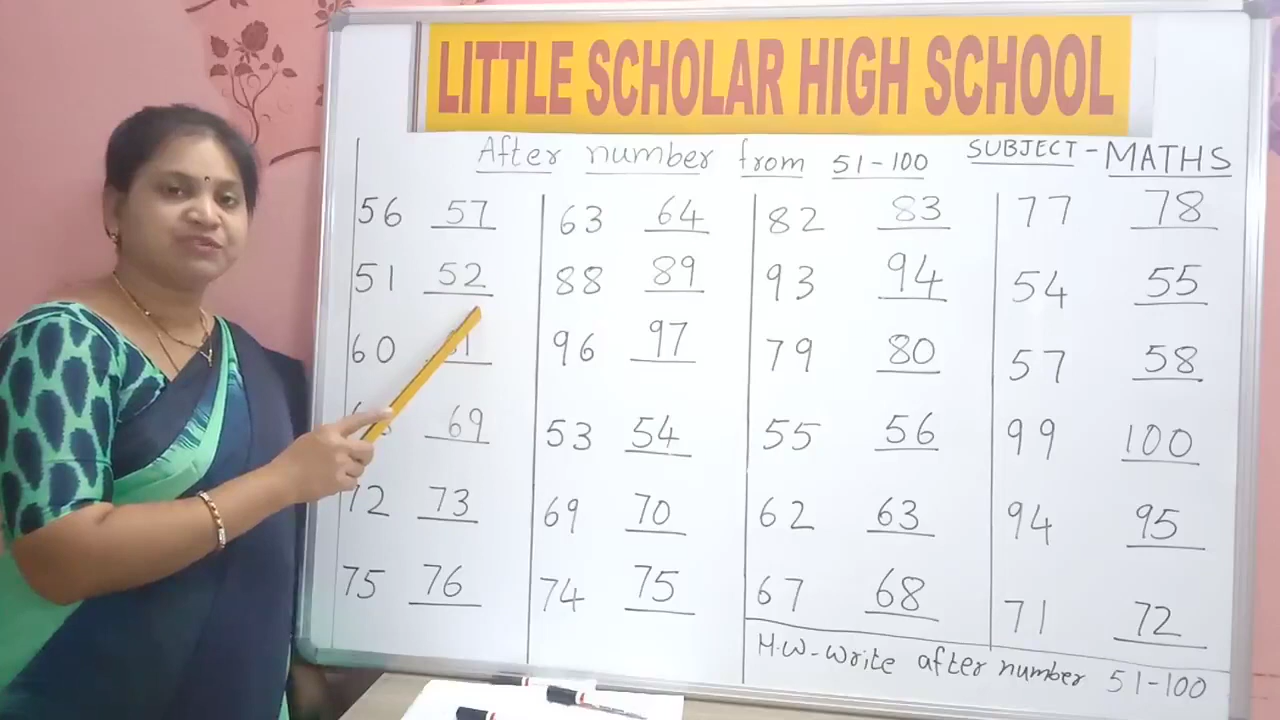 LITTLE SCHOLAR HIGH SCHOOL
After number from 51-100 SUBJECT - MATHS
56 57 63 64 82 83 77 78
51 52 88 89 93 94 54 55
60 96 97 79 80 57 58
69 53 54 55 56 99 100
72 73 69 70 62 63 94 95
75 76 74 75 67 68 71 72
H.W-Write after number 51-100